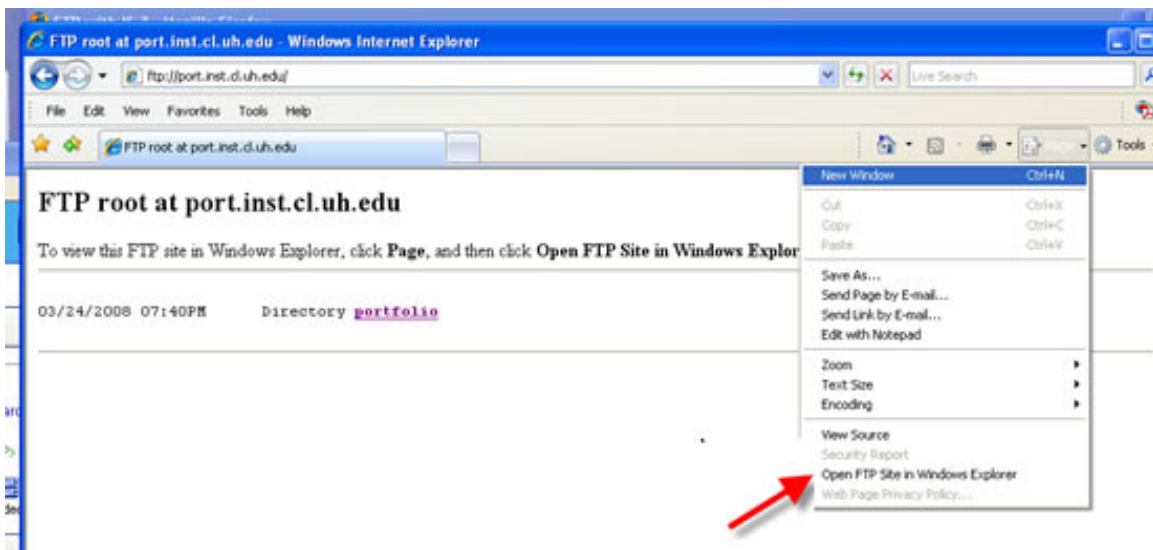 FTP root at port.inst.cl.uh.edu - Windows Internet Explorer
ftp://port.inst.cl.uh.edu/
Live Search
File Edit View Favorites Tools Help
FTP root at port.inst.cl.uh.edu
Tools
FTP root at port.inst.cl.uh.edu
To view this FTP site in Windows Explorer, click Page, and then click Open FTP Site in Windows Explor
03/24/2008 07:40PM Directory portfolio
New Window Ctrl+N
Cut Ctrl+X
Copy Ctrl+C
Paste Ctrl+V
Save As...
Send Page by E-mail...
Send Link by E-mail...
Edit with Notepad
Zoom
Text Size
Encoding
View Source
Security Report
Open FTP Site in Windows Explorer
Web Page Privacy Policy...